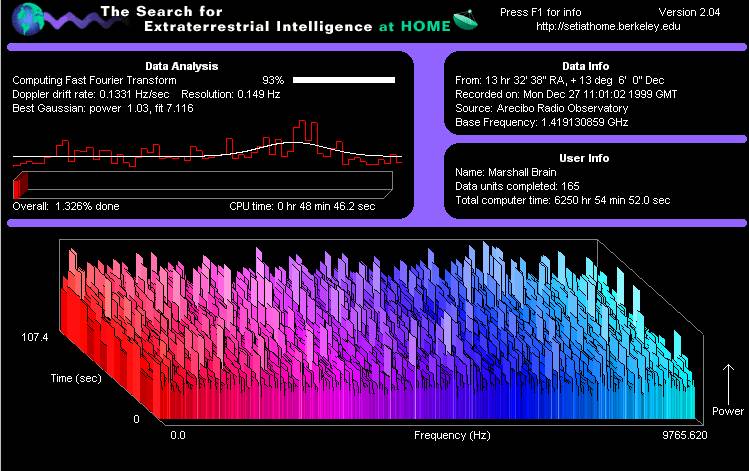 The Search for
Extraterrestrial Intelligence at HOME
Press F1 for info Version 2.04
http://setiathome.berkeley.edu
Data Analysis
Computing Fast Fourier Transform 93%
Doppler drift rate: 0.1331 Hz/sec Resolution: 0.149 Hz
Best Gaussian: power 1.03, fit 7.116
Overall: 1.326% done CPU time: 0 hr 48 min 46.2 sec
Data Info
From: 13 hr 32' 38'' RA, + 13 deg 6' 0'' Dec
Recorded on: Mon Dec 27 11:01:02 1999 GMT
Source: Arecibo Radio Observatory
Base Frequency: 1.419130859 GHz
User Info
Name: Marshall Brain
Data units completed: 165
Total computer time: 6250 hr 54 min 52.0 sec
107.4
Time (sec)
0
0.0 Frequency (Hz) 9765.620
Power